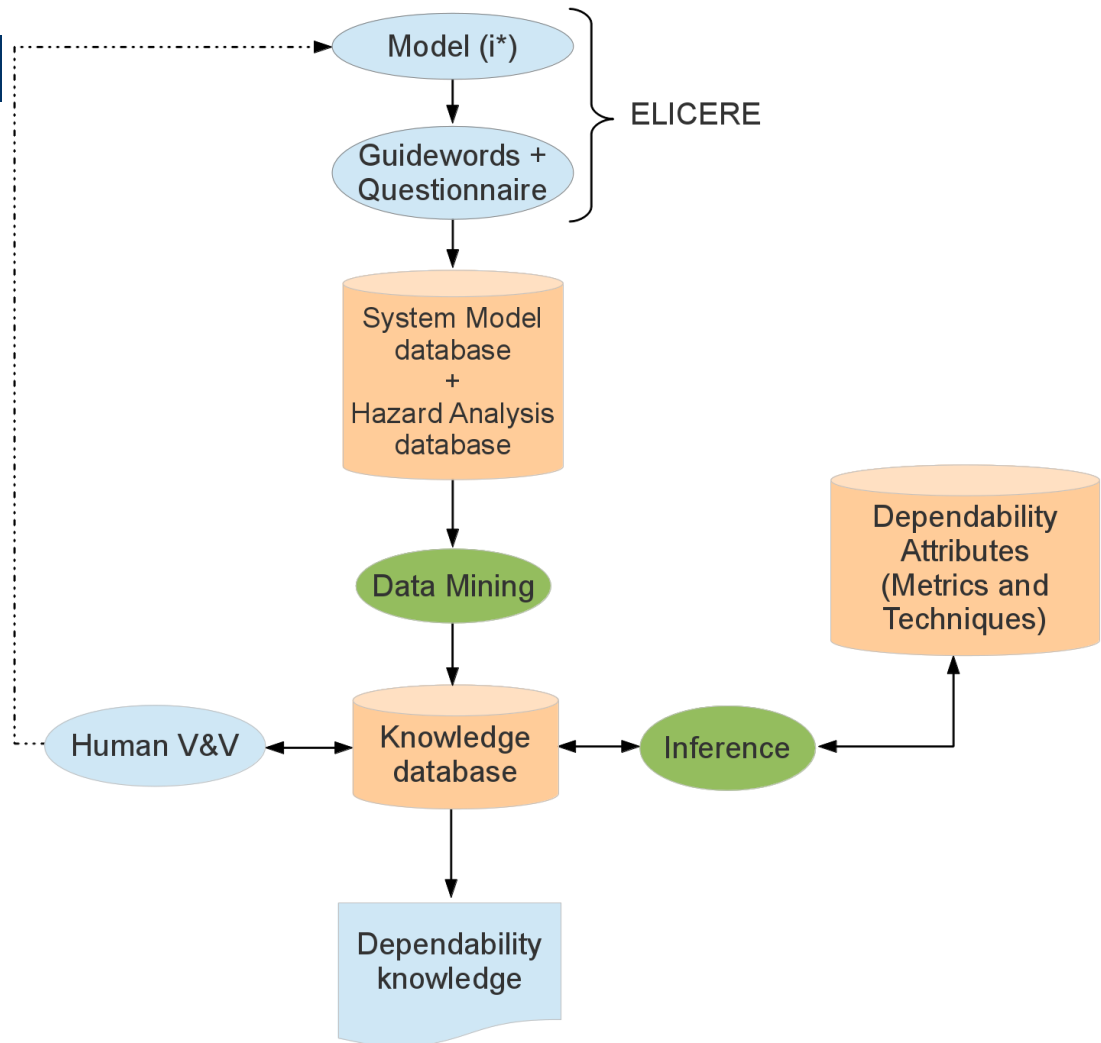 Model (i*)
ELICERE
Guidewords +
Questionnaire
System Model
database
+
Hazard Analysis
database
Dependability
Attributes
(Metrics and
Techniques)
Data Mining
Human V&V
Knowledge
database
Inference
Dependability
knowledge